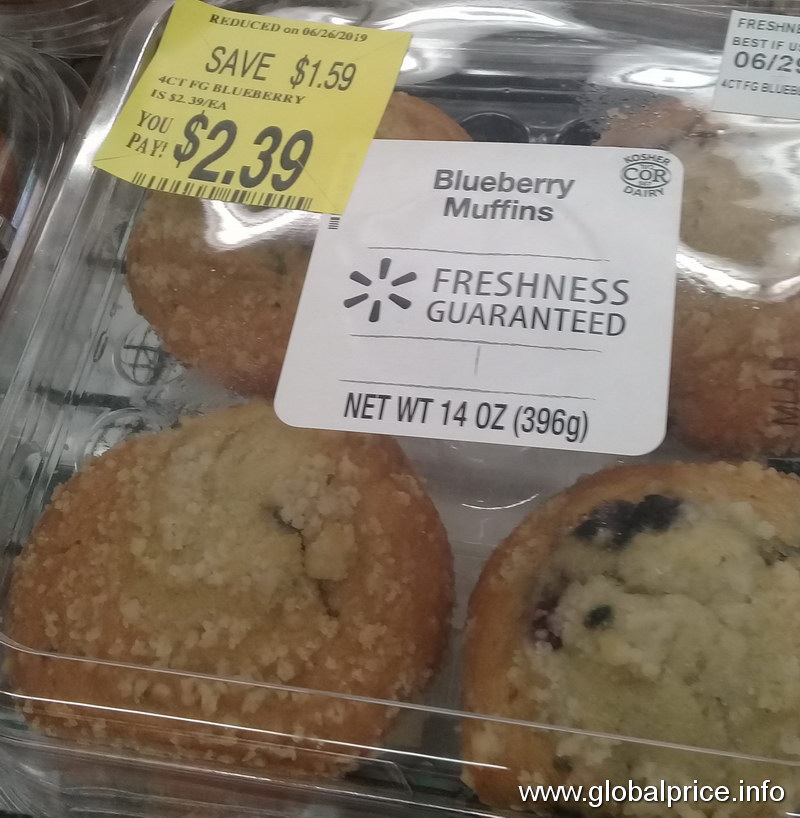 REDUCED on 06/26/2019
SAVE $1.59
4CT FG BLUEBERRY
IS $2.39/EA
YOU
PAY! $2.39
FRESHNE
BEST IF U
06/29
4CT FG BLUEB
Blueberry
Muffins
KOSHER
COR
DAIRY
FRESHNESS
GUARANTEED
NET WT 14 OZ (396g)
www.globalprice.info